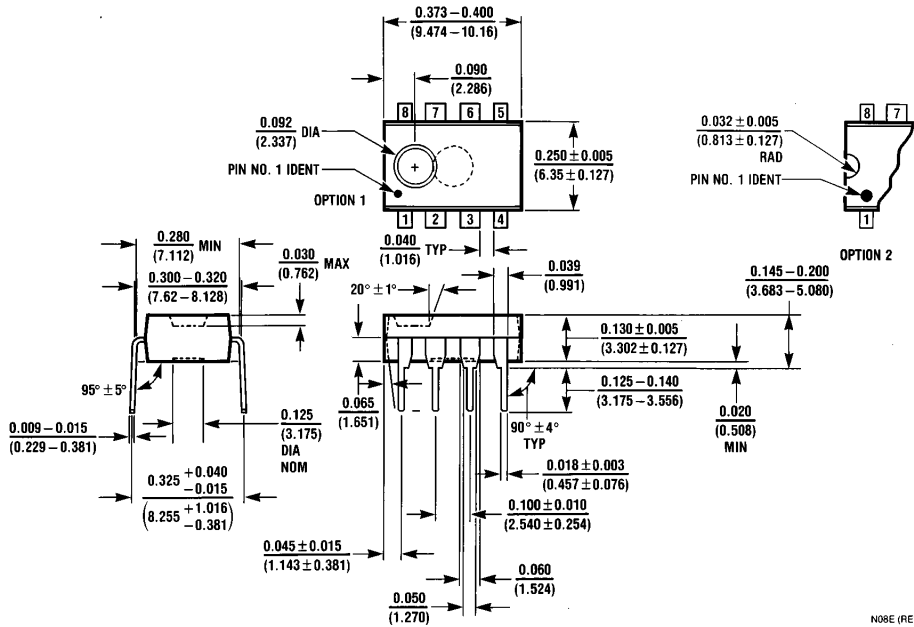 0.373 – 0.400
(9.474 – 10.16)
0.090
(2.286)
8 7 6 5
0.092 DIA
(2.337)
PIN NO. 1 IDENT
OPTION 1
1 2 3 4
0.250 ± 0.005
(6.35 ± 0.127)
8 7
0.032 ± 0.005
(0.813 ± 0.127)
RAD
PIN NO. 1 IDENT
1
OPTION 2
0.280 MIN
(7.112)
0.030 MAX
(0.762)
0.300 – 0.320
(7.62 – 8.128)
0.040 TYP
(1.016)
0.039
(0.991)
20° ± 1°
0.145 – 0.200
(3.683 – 5.080)
0.130 ± 0.005
(3.302 ± 0.127)
95° ± 5°
0.065
(1.651)
0.125 – 0.140
(3.175 – 3.556)
90° ± 4°
TYP
0.020
(0.508)
MIN
0.009 – 0.015
(0.229 – 0.381)
0.125
(3.175)
DIA
NOM
0.325 +0.040
−0.015
(8.255 +1.016
−0.381)
0.018 ± 0.003
(0.457 ± 0.076)
0.100 ± 0.010
(2.540 ± 0.254)
0.045 ± 0.015
(1.143 ± 0.381)
0.060
(1.524)
0.050
(1.270)
N08E (RE